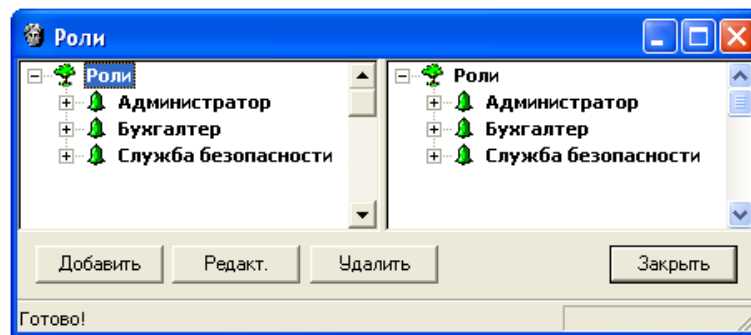 Роли
Роли
Администратор
Бухгалтер
Служба безопасности
Роли
Администратор
Бухгалтер
Служба безопасности
Добавить Редакт. Удалить Закрыть
Готово!